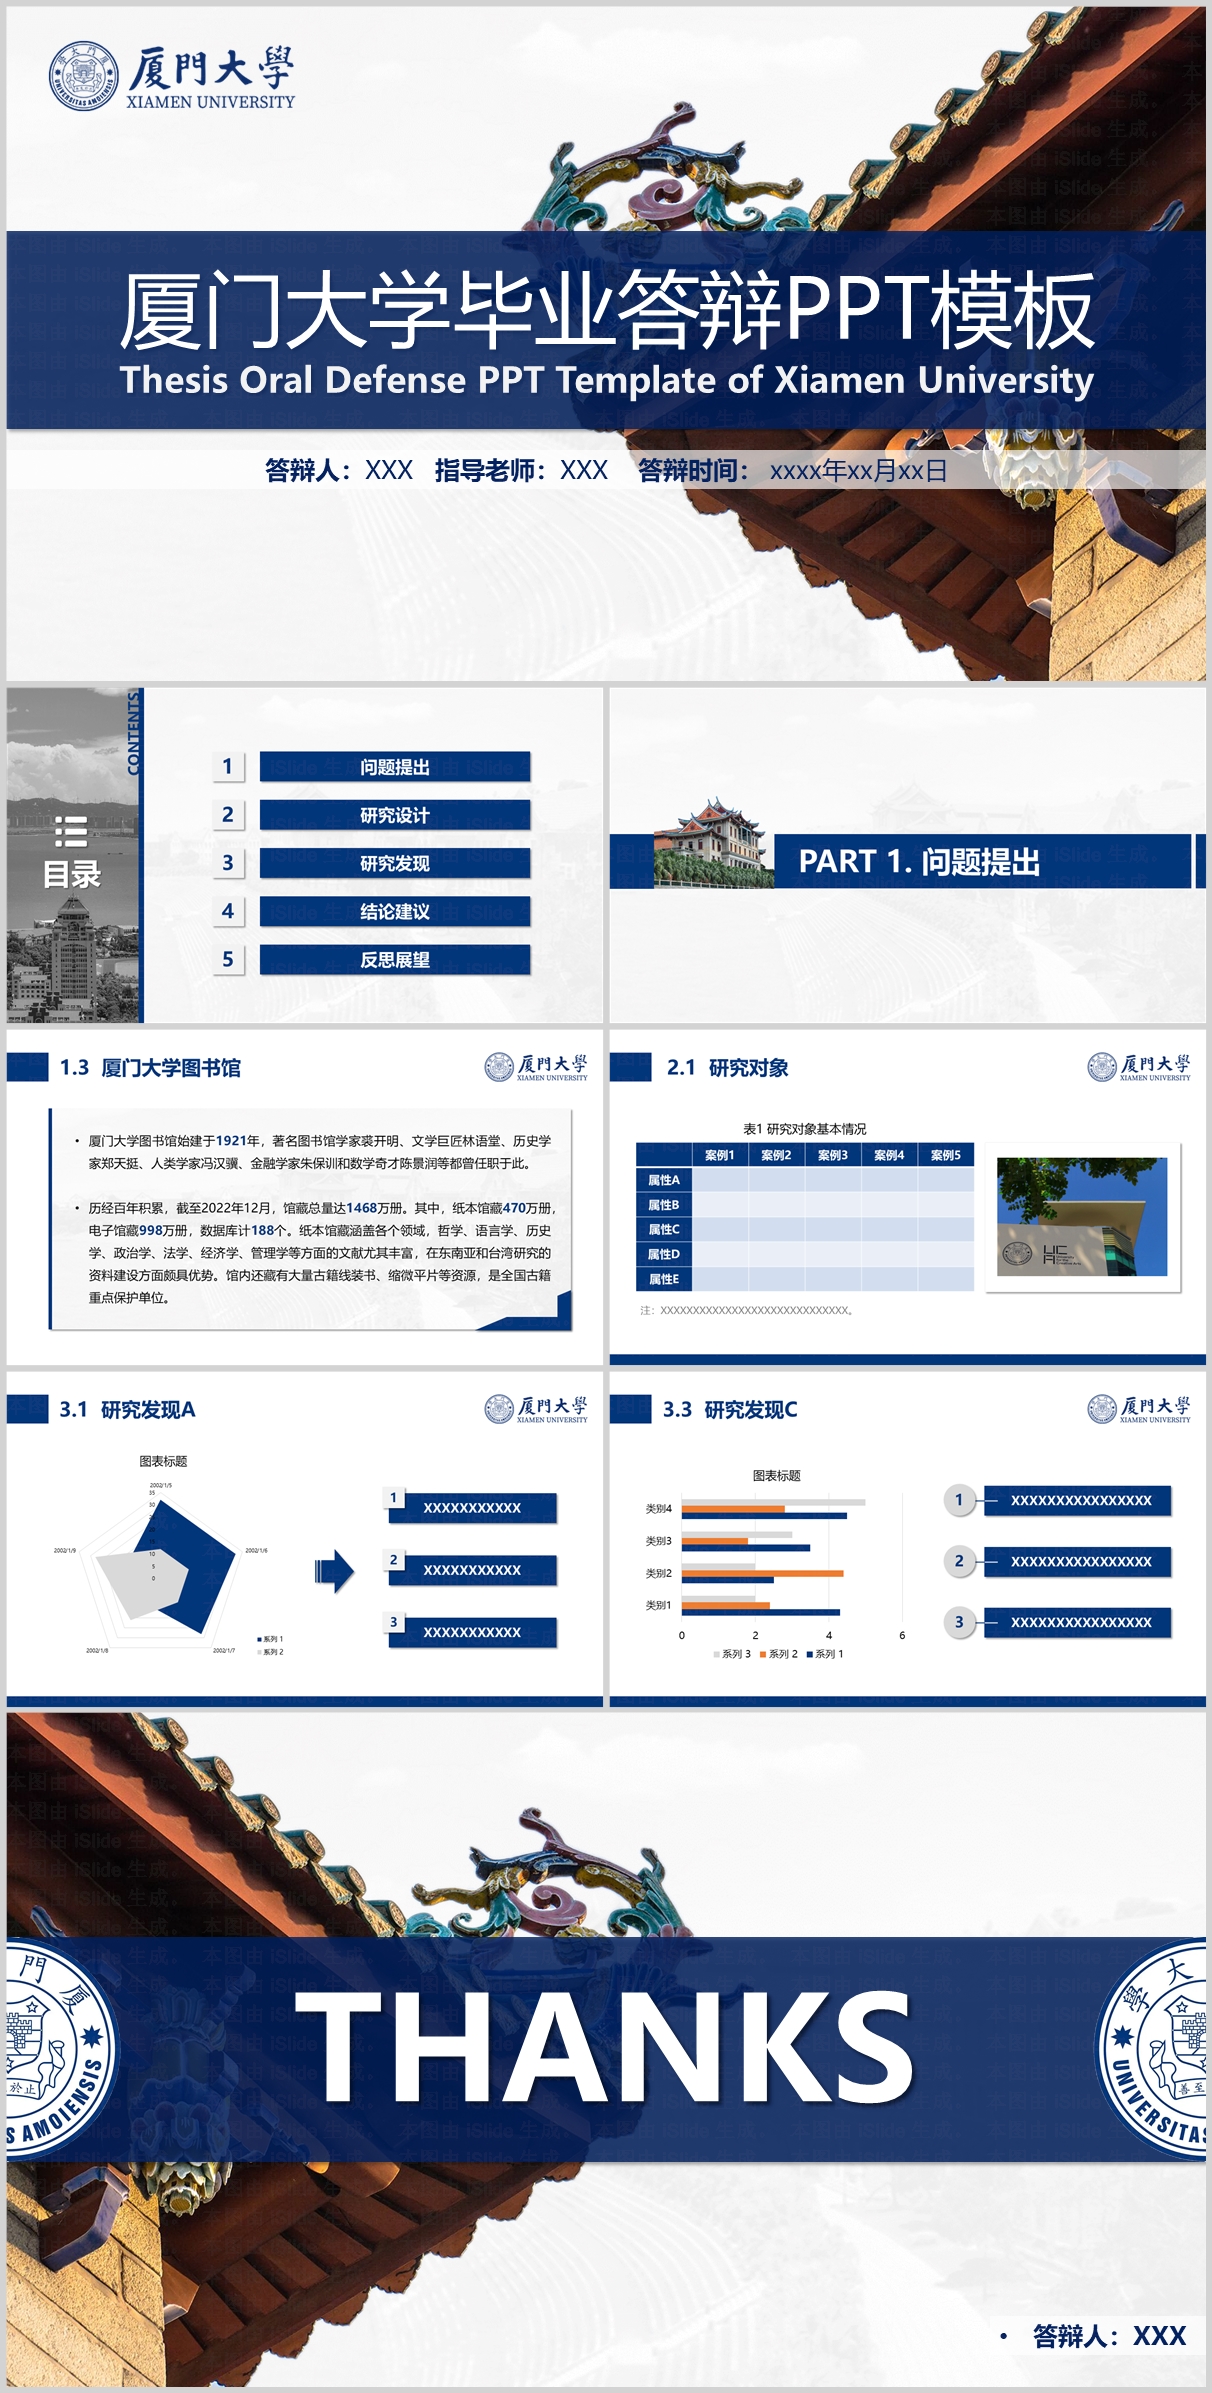 厦門大學
XIAMEN UNIVERSITY
厦门大学毕业答辩PPT模板
Thesis Oral Defense PPT Template of Xiamen University
答辩人：XXX 指导老师：XXX 答辩时间： xxxx年xx月xx日
CONTENTS
目录
1 问题提出
2 研究设计
3 研究发现
4 结论建议
5 反思展望
PART 1. 问题提出
1.3 厦门大学图书馆
厦門大學
XIAMEN UNIVERSITY
• 厦门大学图书馆始建于1921年，著名图书馆学家裘开明、文学巨匠林语堂、历史学
家郑天挺、人类学家冯汉骥、金融学家朱保训和数学奇才陈景润等都曾任职于此。
• 历经百年积累，截至2022年12月，馆藏总量达1468万册。其中，纸本馆藏470万册，
电子馆藏998万册，数据库计188个。纸本馆藏涵盖各个领域，哲学、语言学、历史
学、政治学、法学、经济学、管理学等方面的文献尤其丰富，在东南亚和台湾研究的
资料建设方面颇具优势。馆内还藏有大量古籍线装书、缩微平片等资源，是全国古籍
重点保护单位。
2.1 研究对象
厦門大學
XIAMEN UNIVERSITY
表1 研究对象基本情况
案例1 案例2 案例3 案例4 案例5
属性A
属性B
属性C
属性D
属性E
注：XXXXXXXXXXXXXXXXXXXXXXXXXXXXX。
3.1 研究发现A
厦門大學
XIAMEN UNIVERSITY
图表标题
2002/1/5
35
30
10
5
0
2002/1/9
2002/1/6
2002/1/8
2002/1/7
系列 1
系列 2
1 XXXXXXXXXXX
2 XXXXXXXXXXX
3 XXXXXXXXXXX
3.3 研究发现C
厦門大學
XIAMEN UNIVERSITY
图表标题
类别4
类别3
类别2
类别1
0 2 4 6
系列 3 系列 2 系列 1
1 XXXXXXXXXXXXXXXX
2 XXXXXXXXXXXXXXXX
3 XXXXXXXXXXXXXXXX
THANKS
門 厦
S AMOIENSIS
學 大
UNIVERSITAS
• 答辩人：XXX